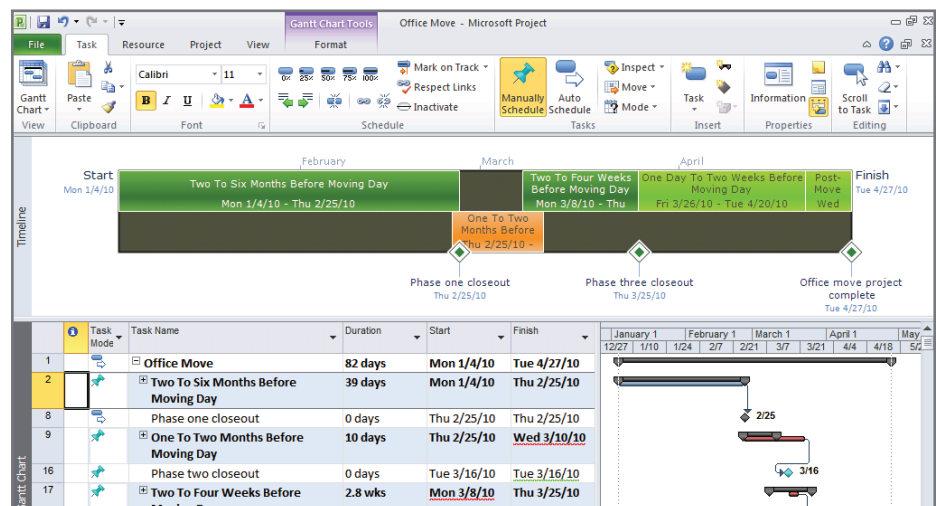 Gantt Chart Tools
Office Move - Microsoft Project
File
Task
Resource
Project
View
Format
Gantt
Chart
View
Paste
Clipboard
Calibri
11
B I U A
Font
0% 25% 50% 75% 100%
Mark on Track
Respect Links
Inactivate
Schedule
Manually
Schedule
Auto
Schedule
Inspect
Move
Mode
Tasks
Task
Insert
Information
Properties
Scroll
to Task
Editing
Timeline
February
March
April
Start
Mon 1/4/10
Two To Six Months Before Moving Day
Mon 1/4/10 - Thu 2/25/10
Two To Four Weeks
Before Moving Day
Mon 3/8/10 - Thu
One Day To Two Weeks Before
Moving Day
Fri 3/26/10 - Tue 4/20/10
Post-
Move
Wed
Finish
Tue 4/27/10
One To Two
Months Before
Thu 2/25/10 -
Phase one closeout
Thu 2/25/10
Phase three closeout
Thu 3/25/10
Office move project
complete
Tue 4/27/10
Task
Mode
Task Name
Duration
Start
Finish
January 1 February 1 March 1 April 1 May
12/27 1/10 1/24 2/7 2/21 3/7 3/21 4/4 4/18 5/2
1 Office Move 82 days Mon 1/4/10 Tue 4/27/10
2 Two To Six Months Before 39 days Mon 1/4/10 Thu 2/25/10
Moving Day
8 Phase one closeout 0 days Thu 2/25/10 Thu 2/25/10 2/25
9 One To Two Months Before 10 days Thu 2/25/10 Wed 3/10/10
Moving Day
16 Phase two closeout 0 days Tue 3/16/10 Tue 3/16/10 3/16
17 Two To Four Weeks Before 2.8 wks Mon 3/8/10 Thu 3/25/10